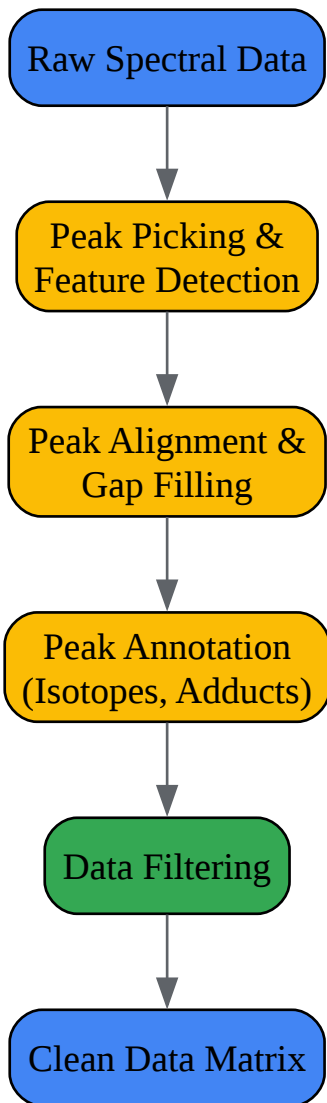 Raw Spectral Data
Peak Picking &
Feature Detection
Peak Alignment &
Gap Filling
Peak Annotation
(Isotopes, Adducts)
Data Filtering
Clean Data Matrix